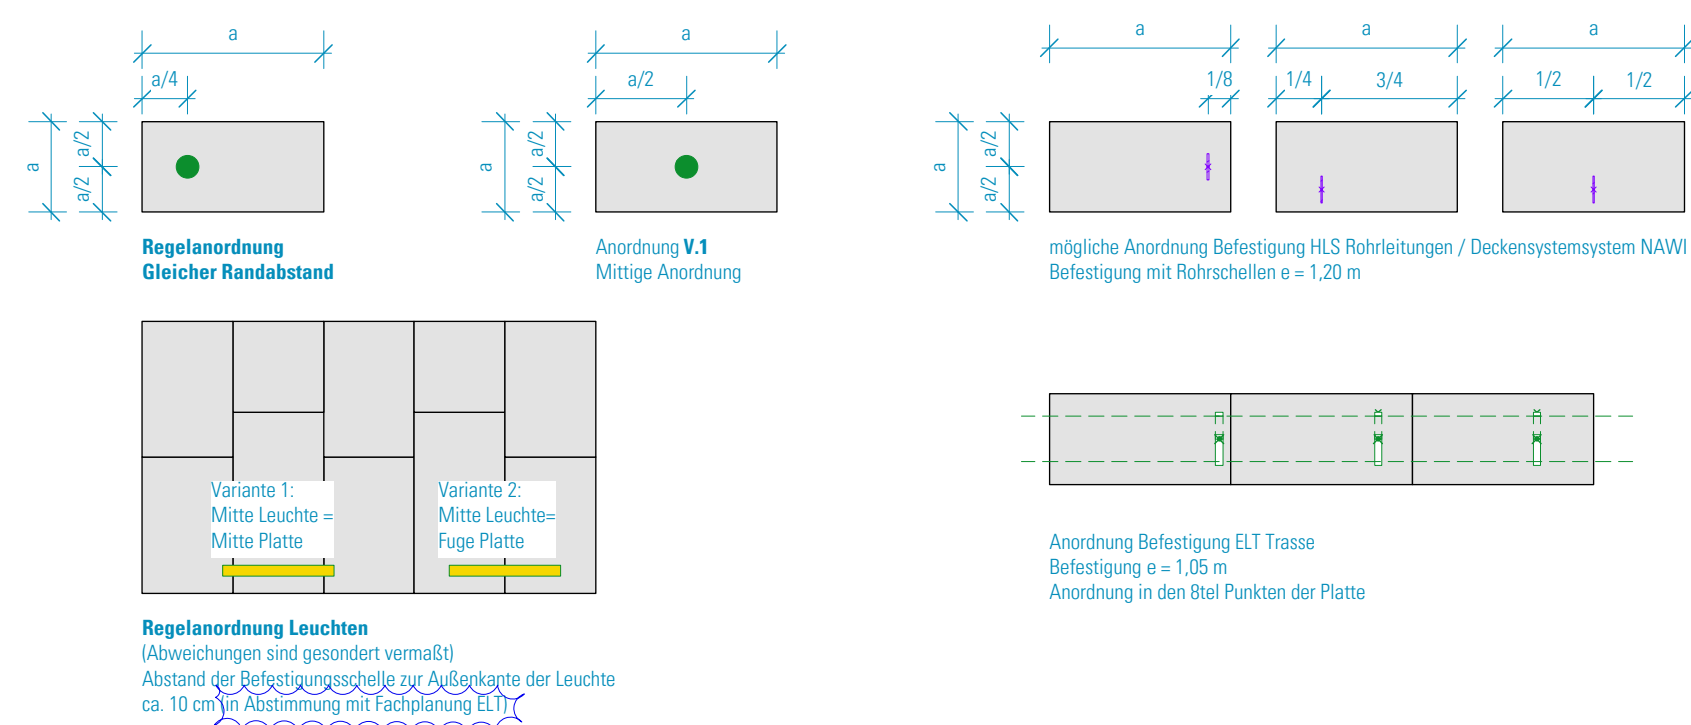 a
a/4
a
a/2
a/2
Regelanordnung
Gleicher Randabstand
a
a/2
a
a/2
a/2
Anordnung V.1
Mittige Anordnung
a
a
a
1/8
1/4
3/4
1/2
1/2
a
a/2
a/2
mögliche Anordnung Befestigung HLS Rohrleitungen / Deckensystemsystem NAWI
Befestigung mit Rohrschellen e = 1,20 m
Variante 1:
Mitte Leuchte =
Mitte Platte
Variante 2:
Mitte Leuchte=
Fuge Platte
Regelanordnung Leuchten
(Abweichungen sind gesondert vermaßt)
Abstand der Befestigungsschelle zur Außenkante der Leuchte
ca. 10 cm (in Abstimmung mit Fachplanung ELT)
Anordnung Befestigung ELT Trasse
Befestigung e = 1,05 m
Anordnung in den 8tel Punkten der Platte